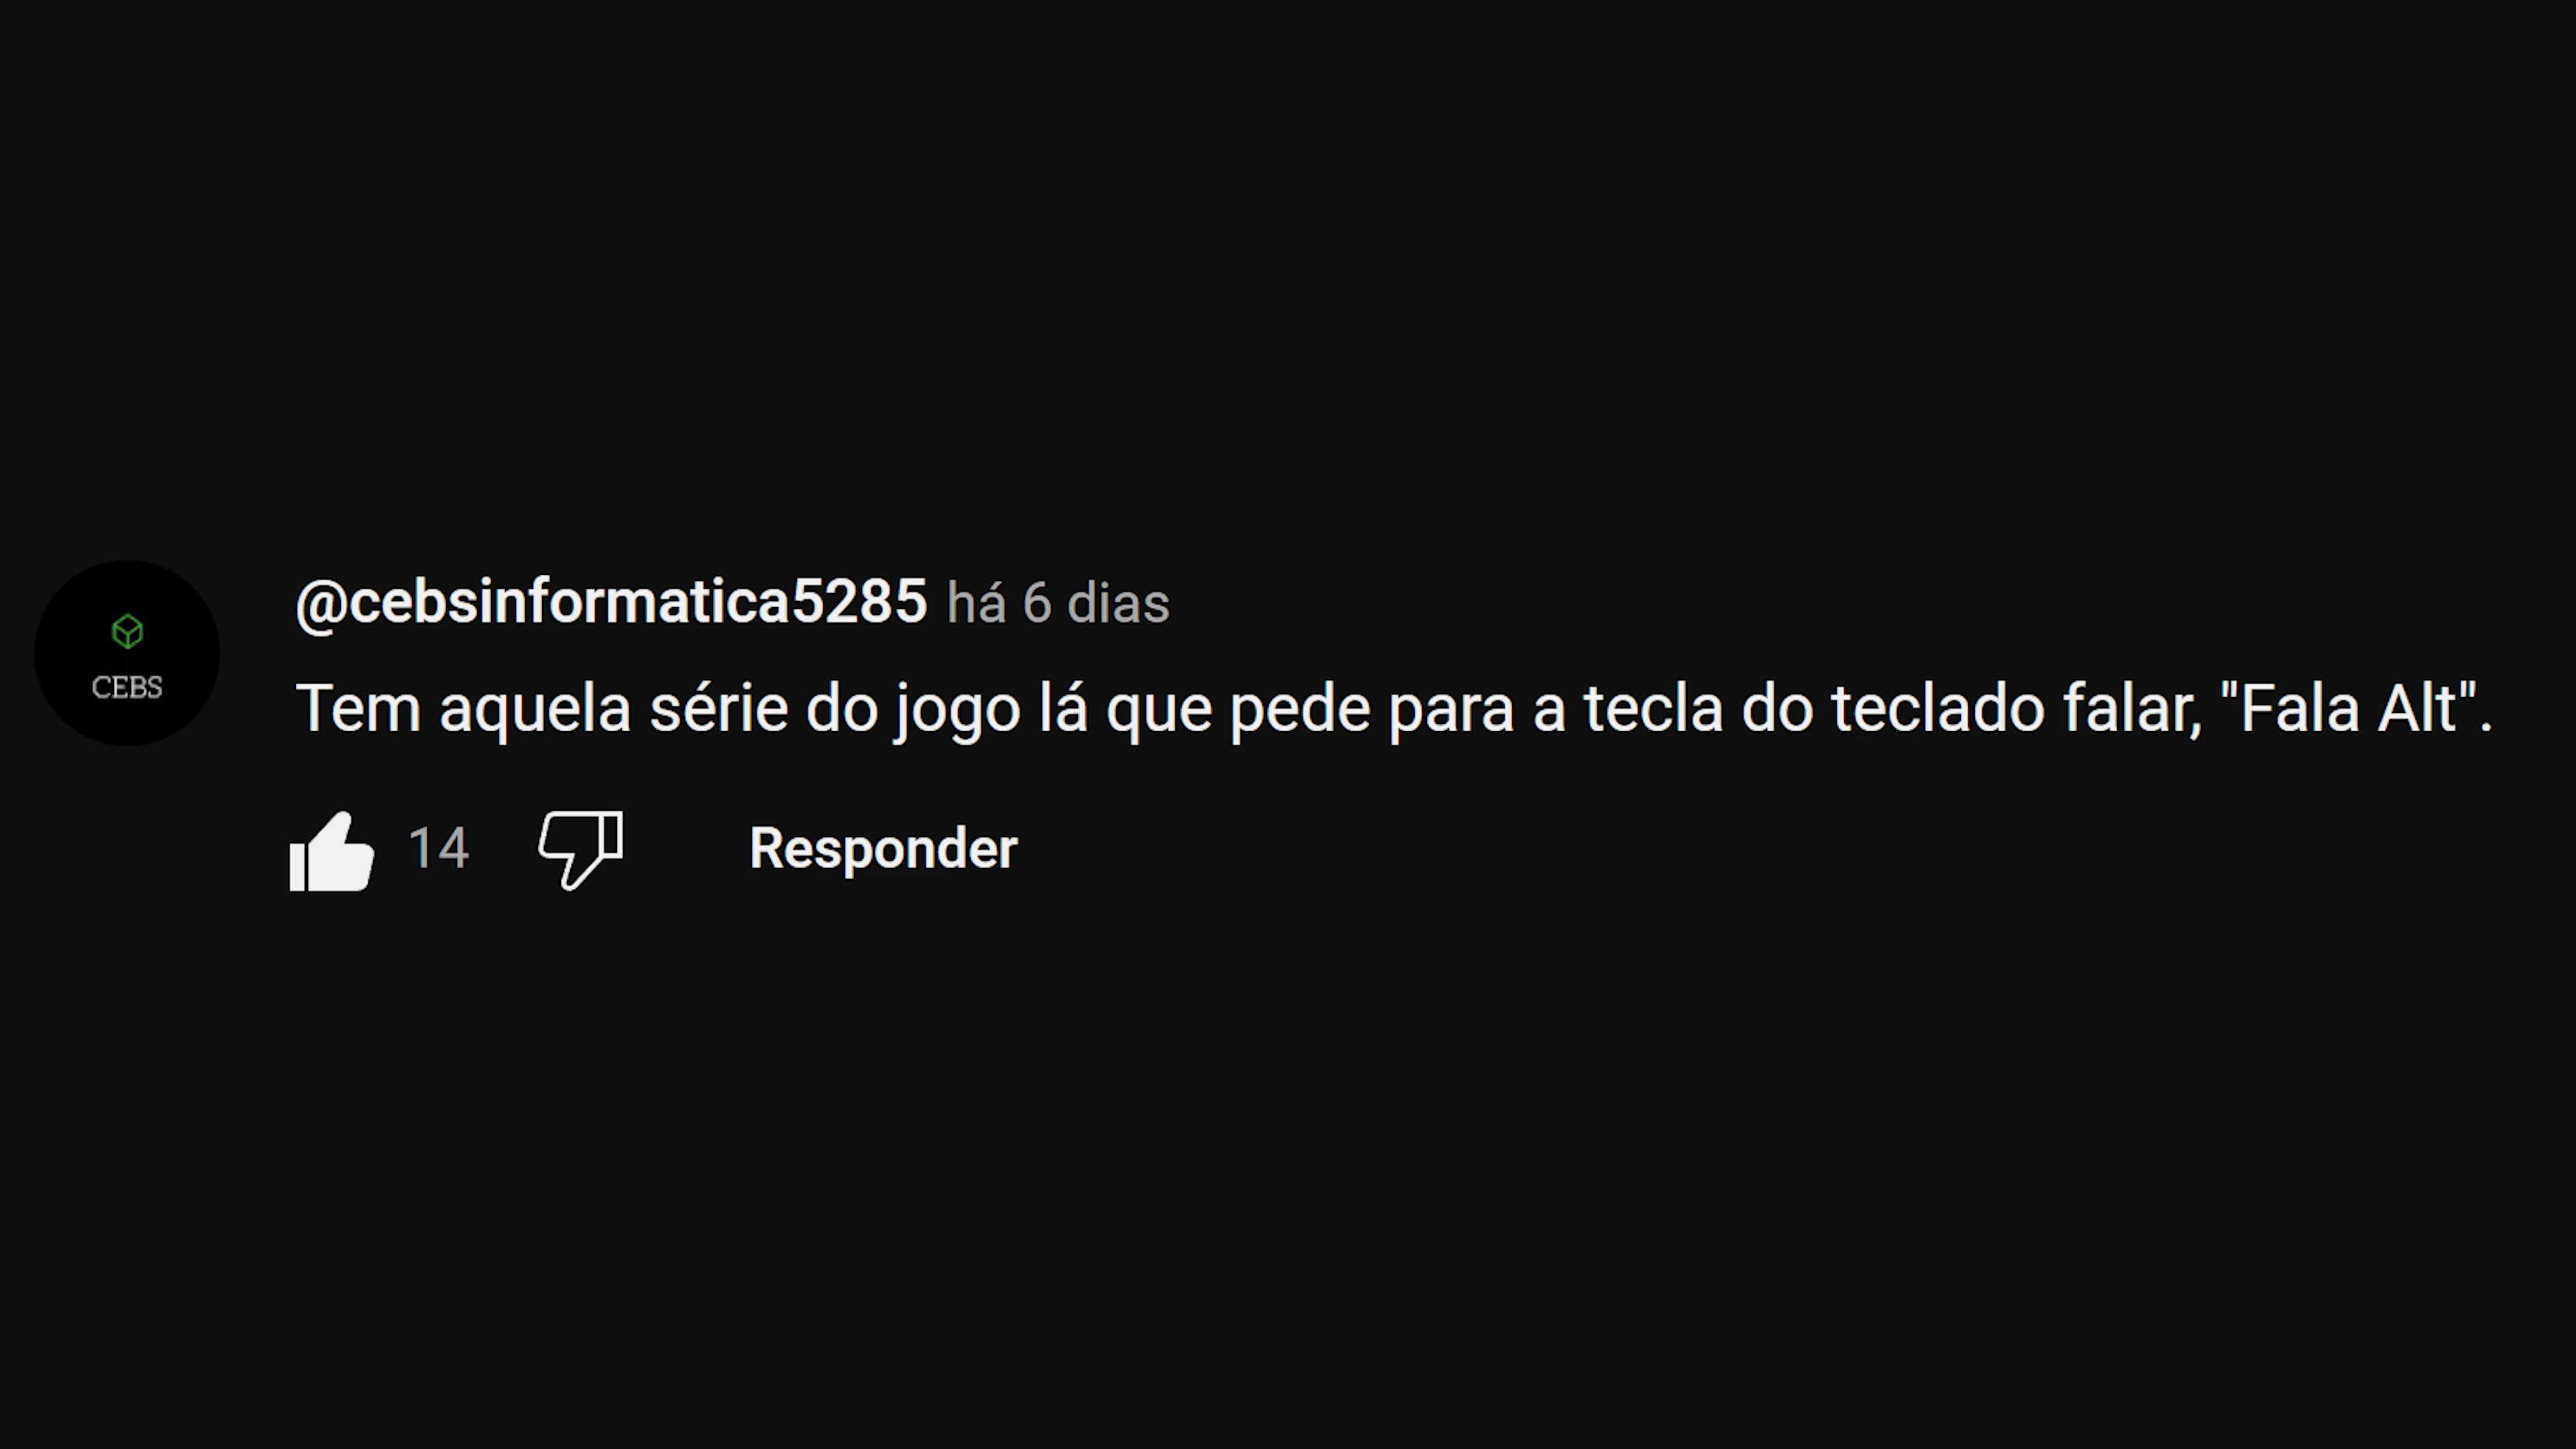 CEBS
@cebsinformatica5285 há 6 dias
Tem aquela série do jogo lá que pede para a tecla do teclado falar, "Fala Alt".
14 Responder